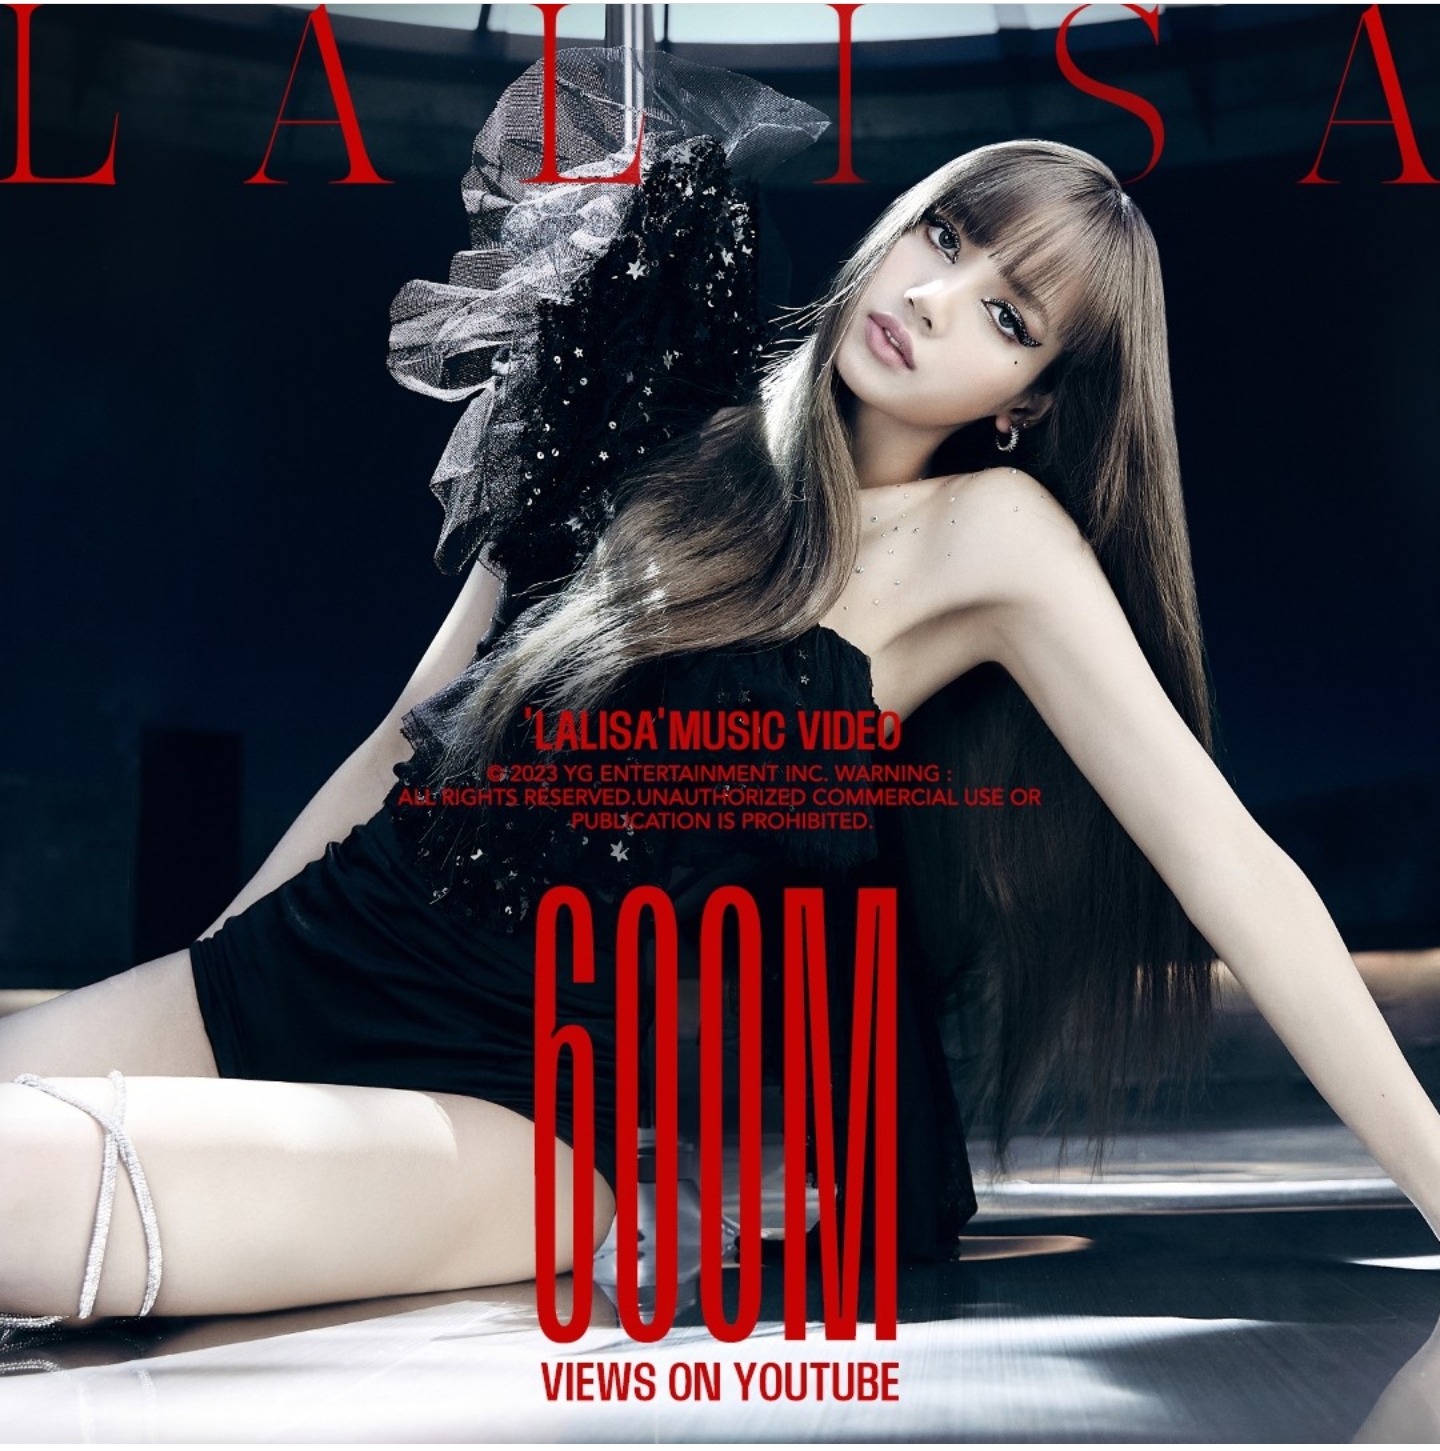 LALISA
'LALISA'MUSIC VIDEO
© 2023 YG ENTERTAINMENT INC. WARNING :
ALL RIGHTS RESERVED.UNAUTHORIZED COMMERCIAL USE OR
PUBLICATION IS PROHIBITED.
600M
VIEWS ON YOUTUBE